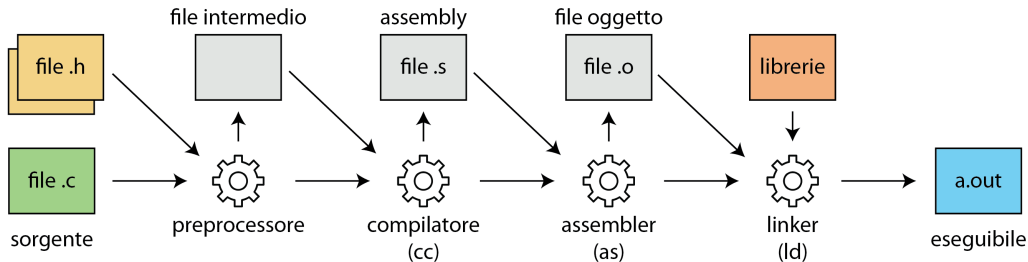 file intermedio
assembly
file oggetto
file .h
file .s
file .o
librerie
file .c
a.out
sorgente
preprocessore
compilatore
(cc)
assembler
(as)
linker
(ld)
eseguibile